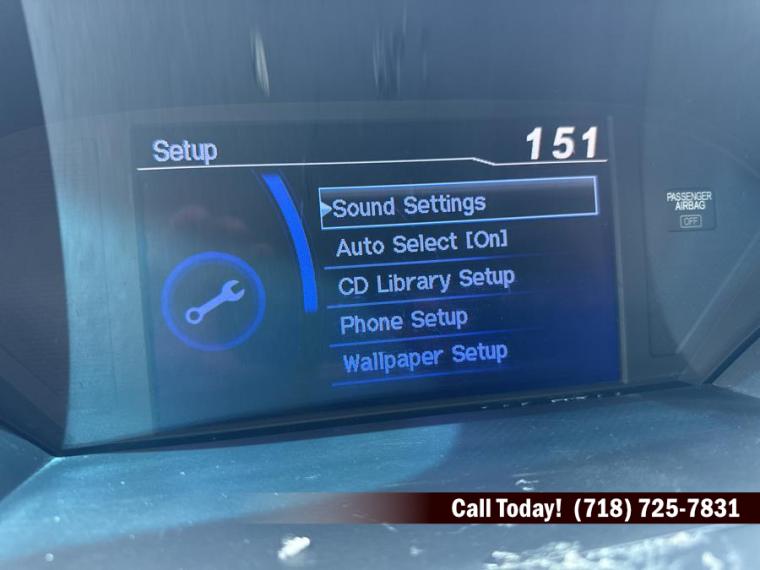 Setup
151
Sound Settings
Auto Select [On]
CD Library Setup
Phone Setup
Wallpaper Setup
PASSENGER
AIRBAG
OFF
Call Today! (718) 725-7831